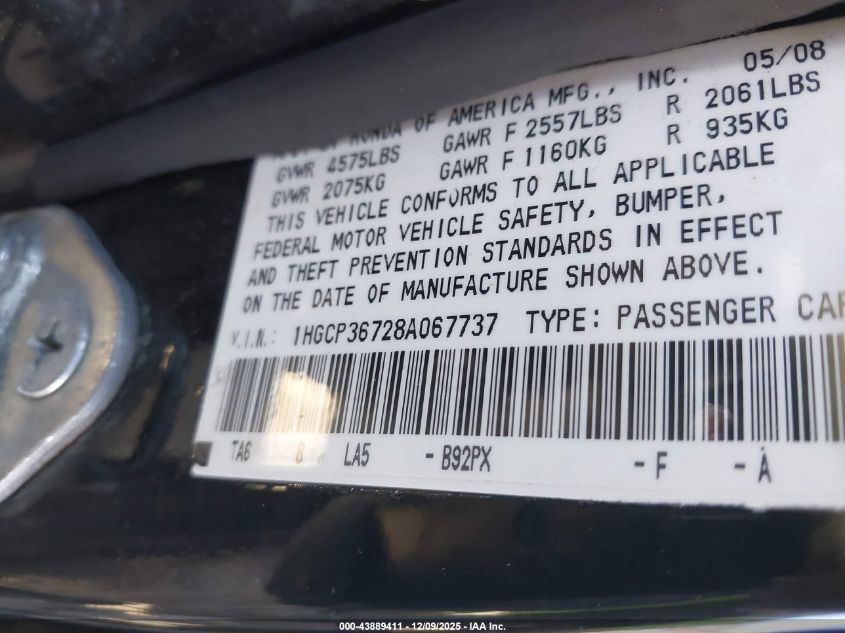 HONDA OF AMERICA MFG., INC. 05/08
GVWR 4575LBS GAWR F 2557LBS R 2061LBS
GVWR 2075KG GAWR F 1160KG R 935KG
THIS VEHICLE CONFORMS TO ALL APPLICABLE
FEDERAL MOTOR VEHICLE SAFETY, BUMPER,
AND THEFT PREVENTION STANDARDS IN EFFECT
ON THE DATE OF MANUFACTURE SHOWN ABOVE.
V.I.N.: 1HGCP36728A067737 TYPE: PASSENGER CAR
TA6 8 LA5 -B92PX -F -A
000-43889411 - 12/09/2025 - IAA Inc.